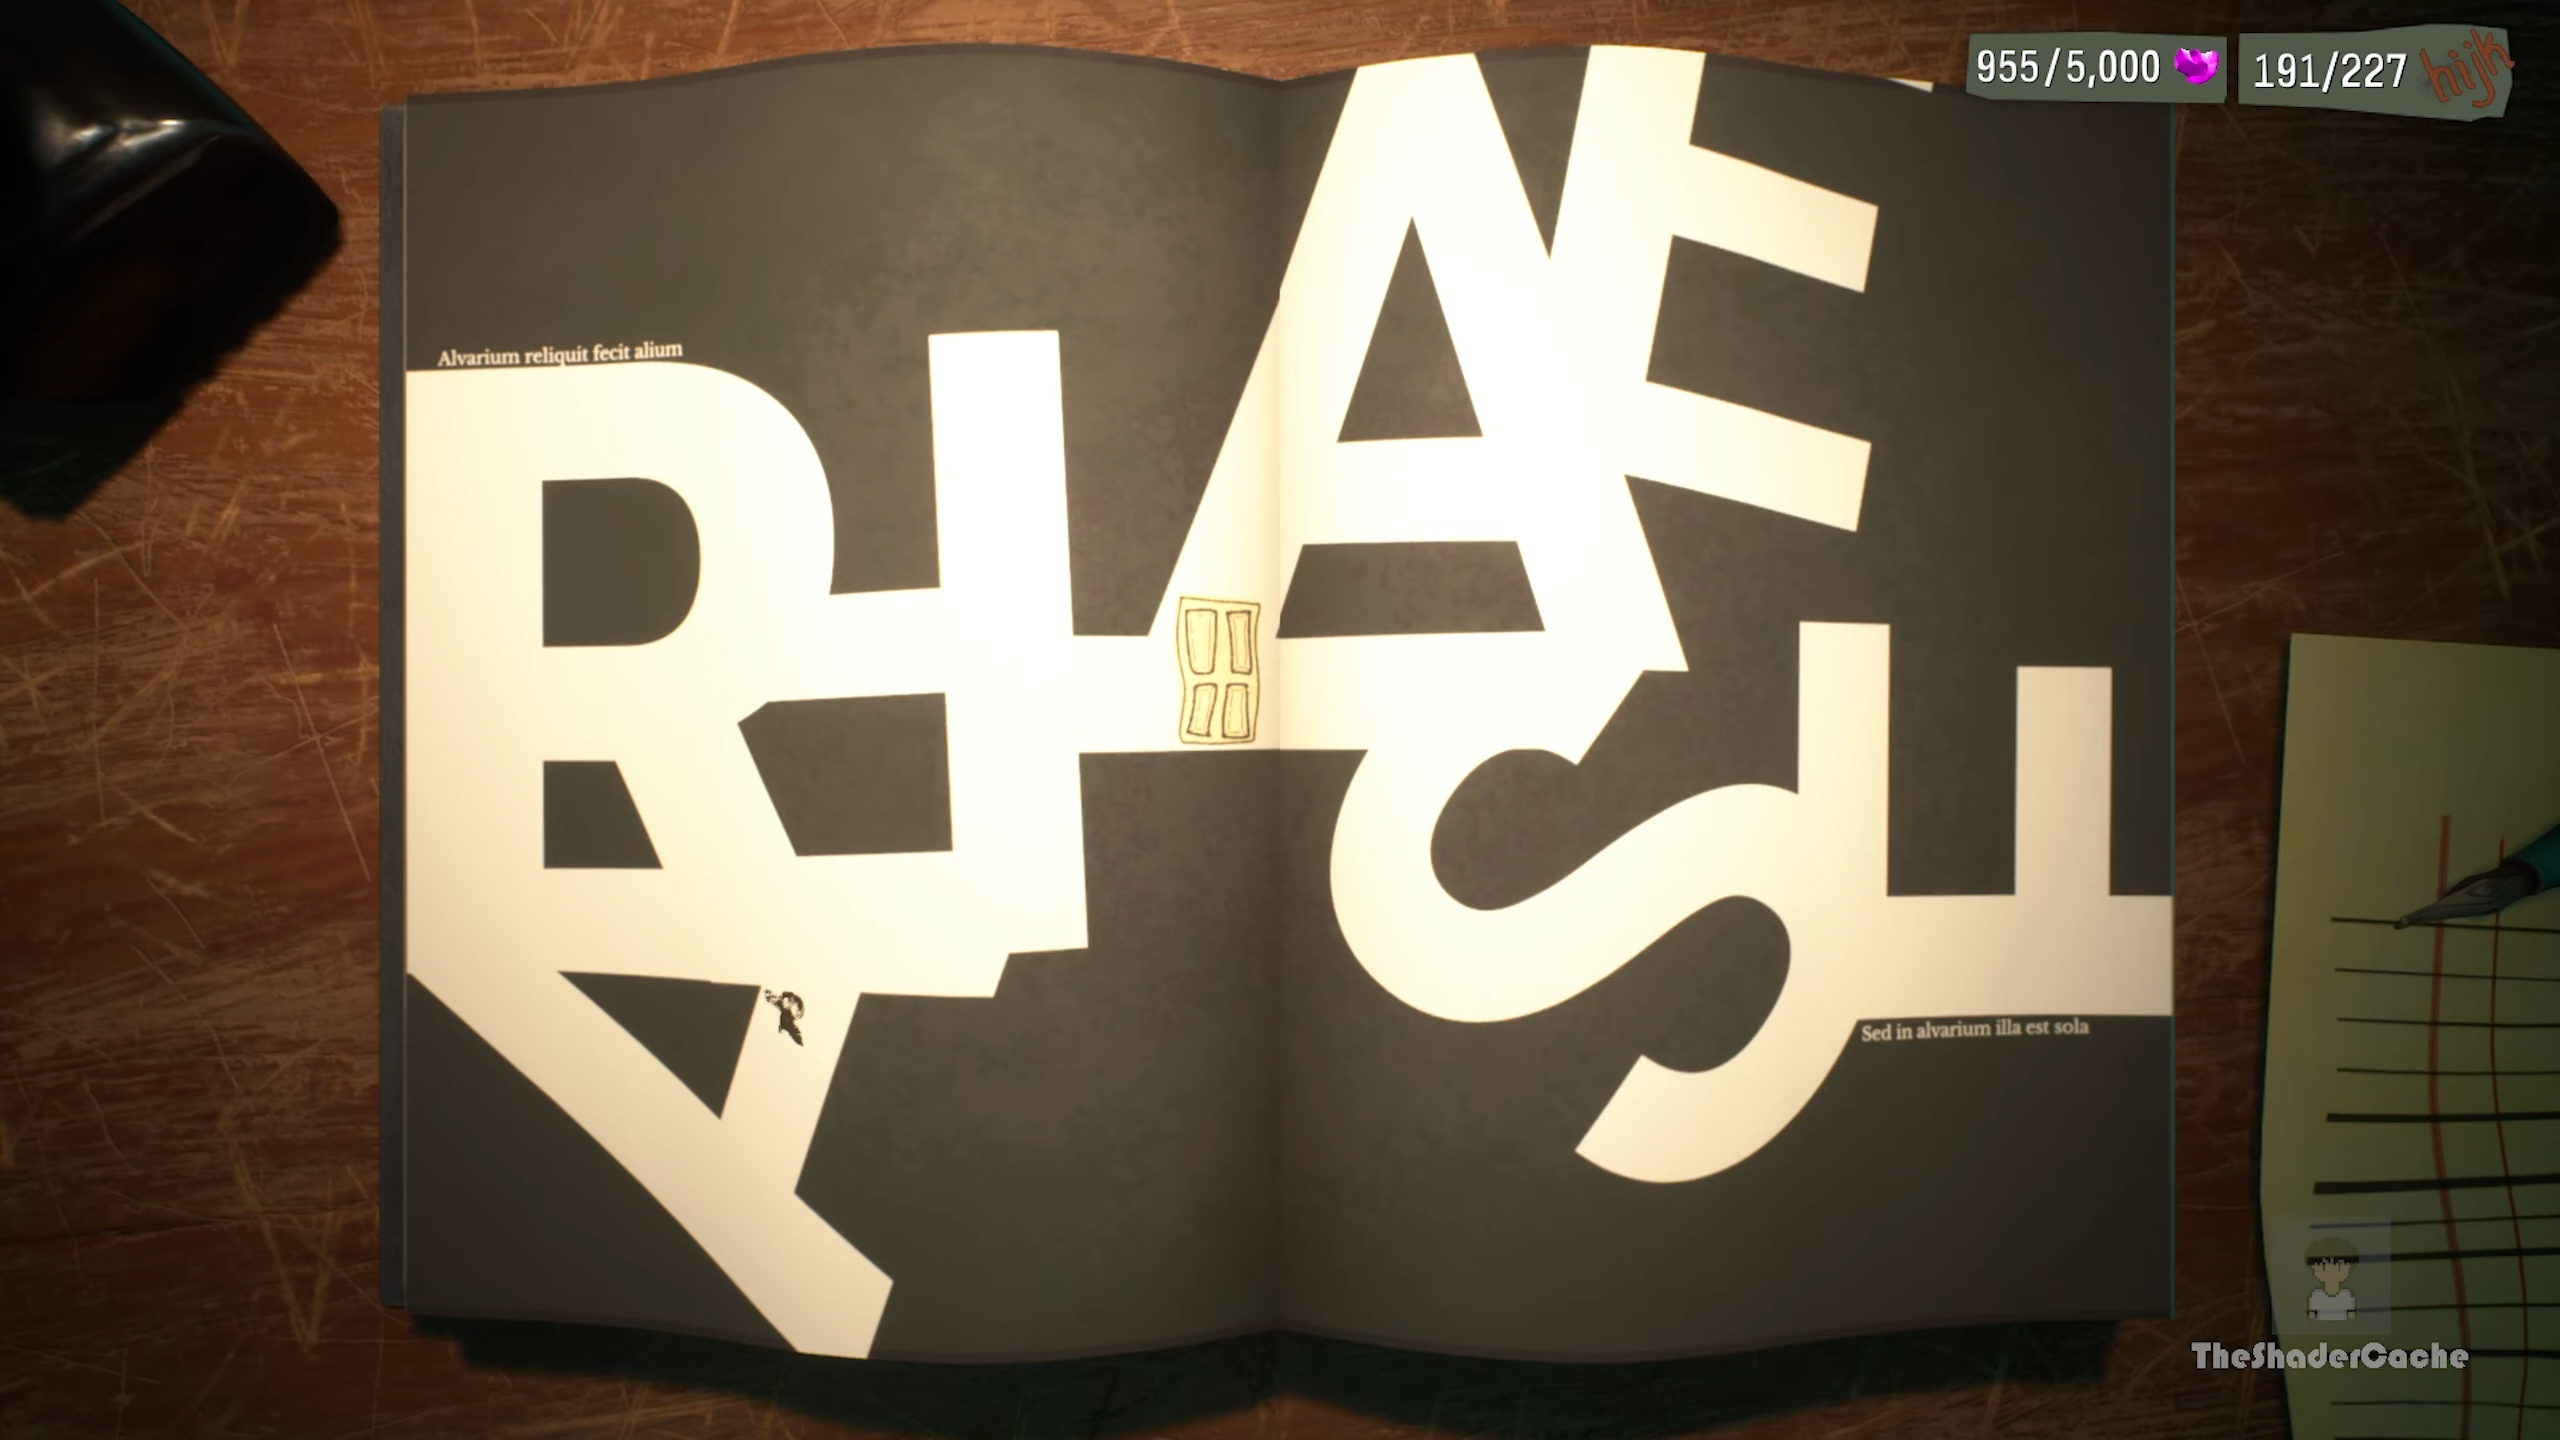 955/5,000
191/227 hijk
Alvarium reliquit fecit alium
R
H
A
E
A
S
F
Sed in alvarium illa est sola
TheShaderCache